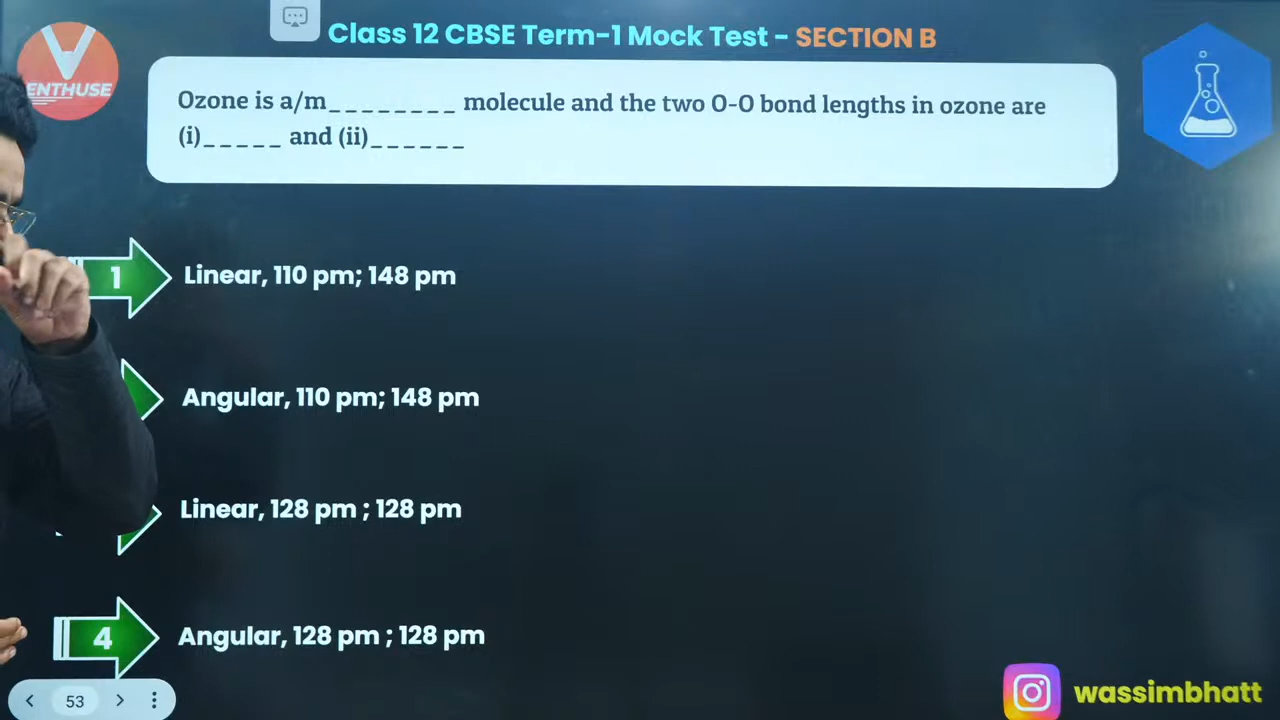 Class 12 CBSE Term-1 Mock Test - SECTION B
V
ENTHUSE
Ozone is a/m________ molecule and the two O-O bond lengths in ozone are
(i)_____ and (ii)______
1
Linear, 110 pm; 148 pm
Angular, 110 pm; 148 pm
Linear, 128 pm ; 128 pm
4
Angular, 128 pm ; 128 pm
53
wassimbhatt